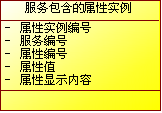 服务包含的属性实例
- 属性实例编号
- 服务编号
- 属性编号
- 属性值
- 属性显示内容